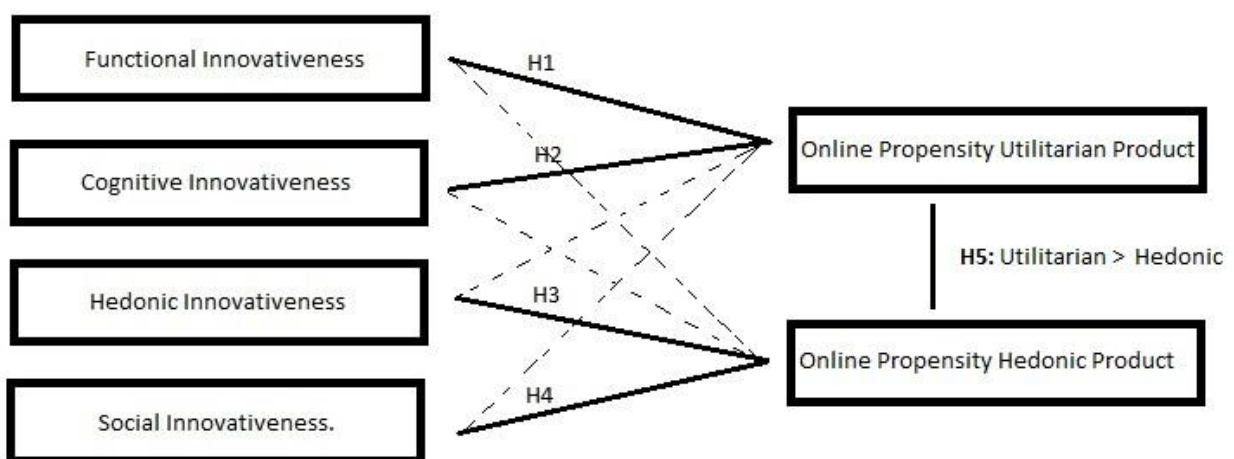 Functional Innovativeness
H1
Cognitive Innovativeness
H2
Online Propensity Utilitarian Product
H5: Utilitarian > Hedonic
Hedonic Innovativeness
H3
Online Propensity Hedonic Product
Social Innovativeness.
H4